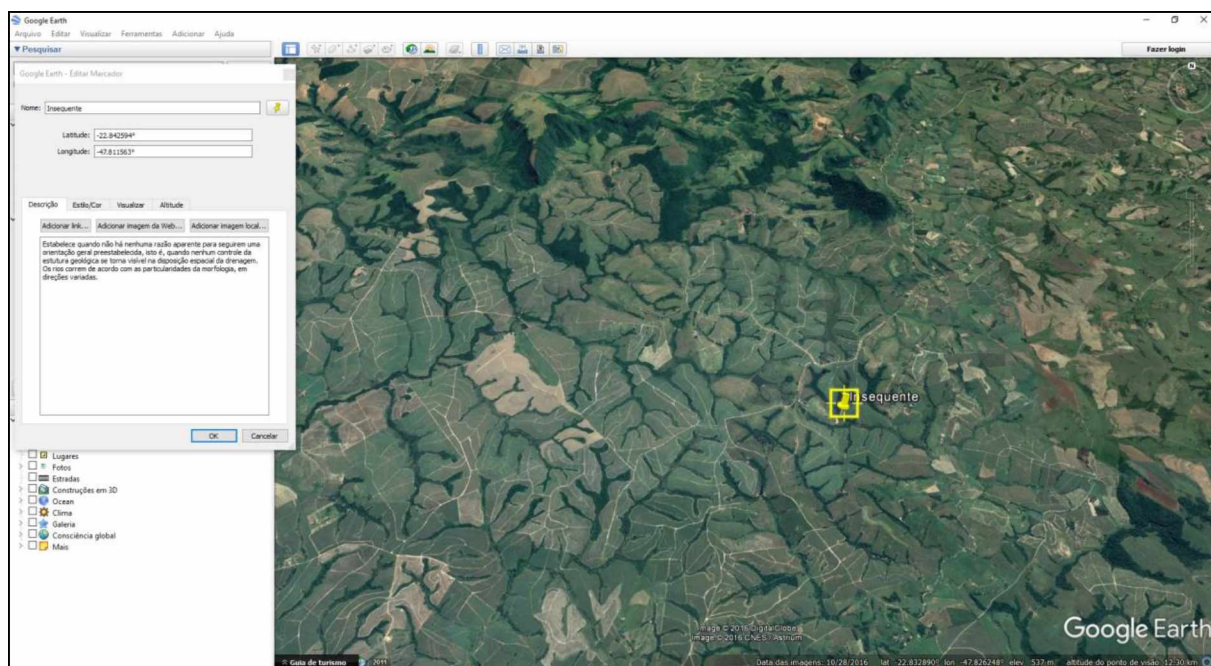 Google Earth
Arquivo Editar Visualizar Ferramentas Adicionar Ajuda
▼ Pesquisar
Fazer login
Google Earth - Editar Marcador
Nome: Insequente
Latitude: -22.842594°
Longitude: -47.811563°
Descrição Estilo/Cor Visualizar Altitude
Adicionar link... Adicionar imagem da Web... Adicionar imagem local...
Estabelece quando não há nenhuma razão aparente para seguirem uma
orientação geral preestabelecida, isto é, quando nenhum controle da
estutura geológica se torna visível na disposição espacial da drenagem.
Os rios correm de acordo com as particularidades da morfologia, em
direções variadas.
OK Cancelar
Lugares
Fotos
Estradas
Construções em 3D
Ocean
Clima
Galeria
Consciência global
Mais
N
Insequente
Image © 2016 DigitalGlobe
Image © 2016 CNES / Astrium
Google Earth
Guia de turismo 2011
Data das imagens: 10/28/2016 lat -22.832890° lon -47.826248° elev 537 m altitude do ponto de visão 12.30 km